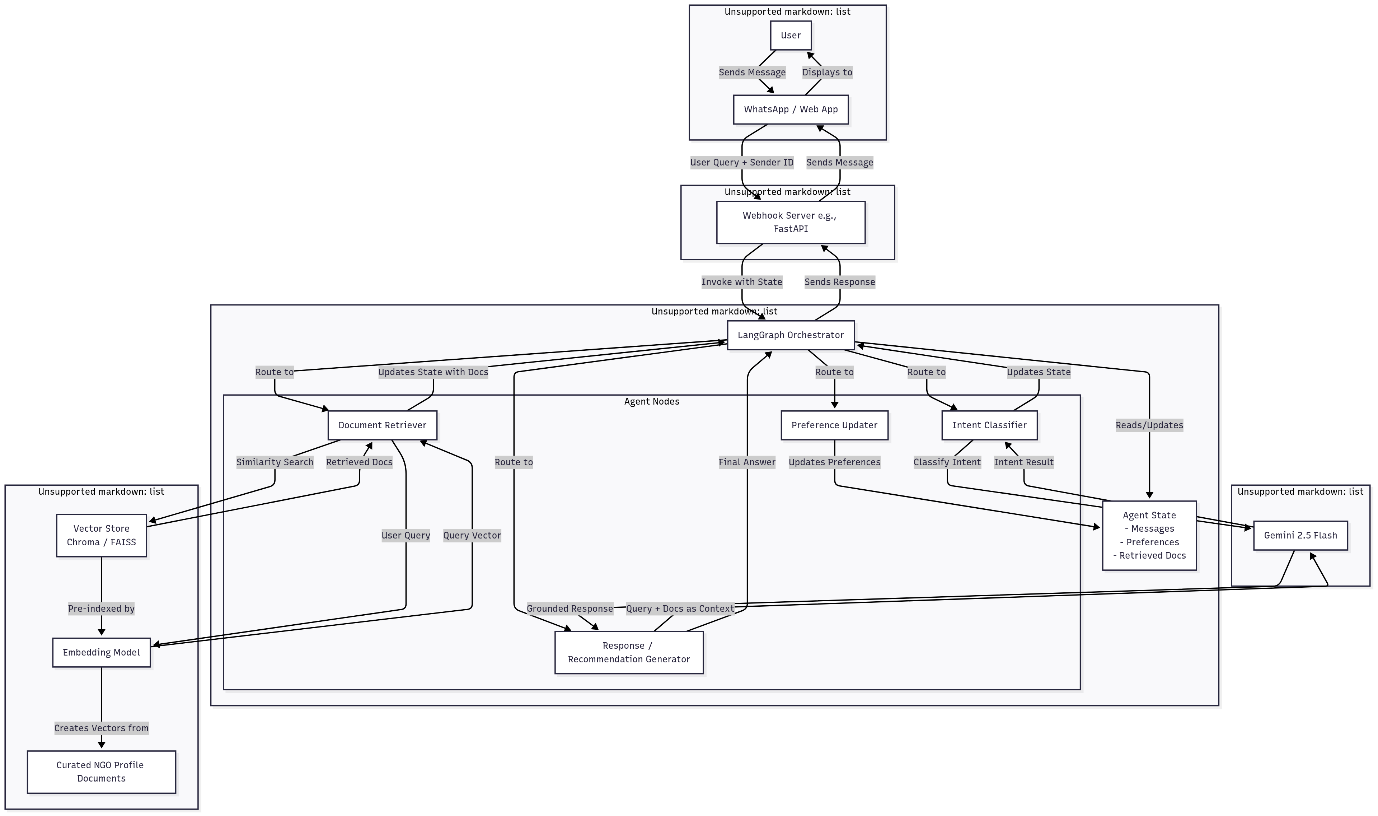 Unsupported markdown: list
User
Sends Message
Displays to
WhatsApp / Web App
User Query + Sender ID
Sends Message
Unsupported markdown: list
Webhook Server e.g.,
FastAPI
Invoke with State
Sends Response
Unsupported markdown: list
LangGraph Orchestrator
Route to
Updates State with Docs
Route to
Route to
Updates State
Agent Nodes
Document Retriever
Preference Updater
Intent Classifier
Reads/Updates
Similarity Search
Retrieved Docs
Route to
Final Answer
Updates Preferences
Classify Intent
Intent Result
Unsupported markdown: list
Unsupported markdown: list
Vector Store
Chroma / FAISS
User Query
Query Vector
Agent State
- Messages
- Preferences
- Retrieved Docs
Gemini 2.5 Flash
Pre-indexed by
Grounded Response
Query + Docs as Context
Embedding Model
Response /
Recommendation Generator
Creates Vectors from
Curated NGO Profile
Documents